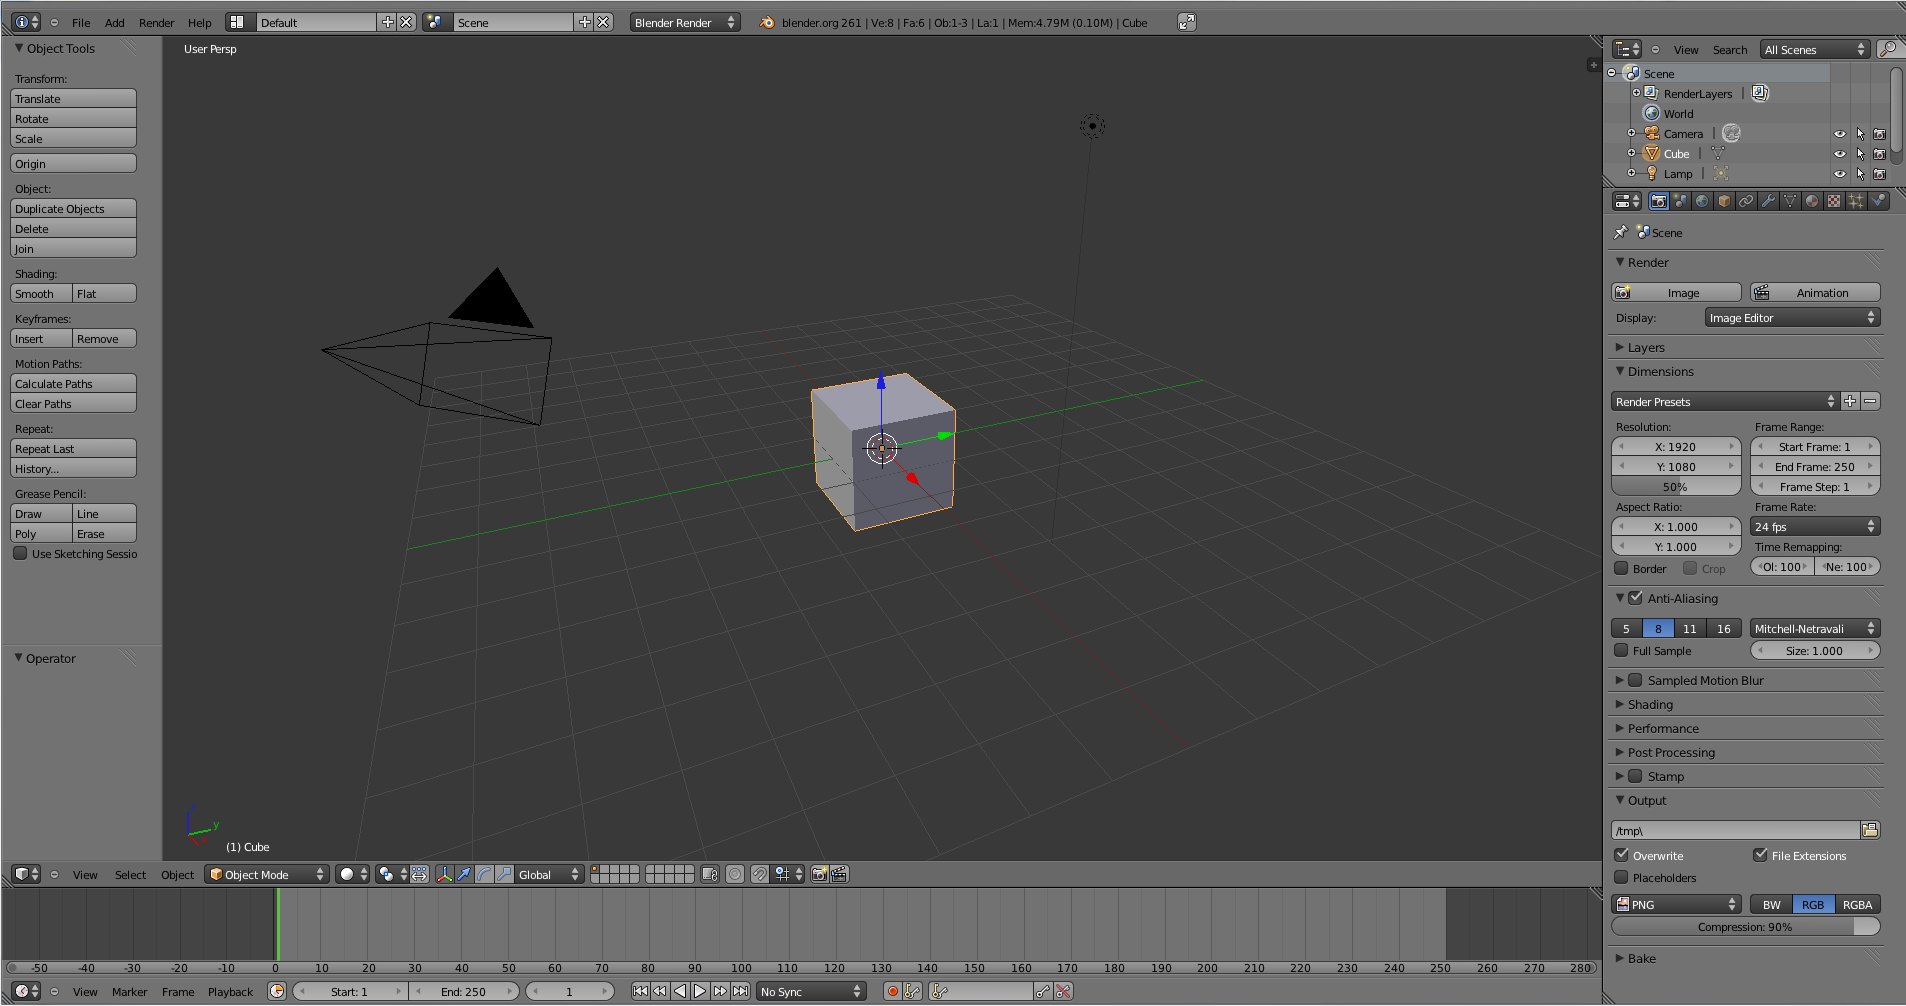 File Add Render Help Default Scene Blender Render blender.org 261 | Ve:8 | Fa:6 | Ob:1-3 | La:1 | Mem:4.79M (0.10M) | Cube
Object Tools
Transform:
Translate
Rotate
Scale
Origin
Object:
Duplicate Objects
Delete
Join
Shading:
Smooth Flat
Keyframes:
Insert Remove
Motion Paths:
Calculate Paths
Clear Paths
Repeat:
Repeat Last
History...
Grease Pencil:
Draw Line
Poly Erase
Use Sketching Sessio
Operator
User Persp
y
(1) Cube
View Select Object Object Mode Global
-50 -40 -30 -20 -10 0 10 20 30 40 50 60 70 80 90 100 110 120 130 140 150 160 170 180 190 200 210 220 230 240 250 260 270 280
View Marker Frame Playback Start: 1 End: 250 1 No Sync
View Search All Scenes
Scene
RenderLayers |
World
Camera |
Cube |
Lamp |
Scene
Render
Image Animation
Display: Image Editor
Layers
Dimensions
Render Presets
Resolution: Frame Range:
X: 1920 Start Frame: 1
Y: 1080 End Frame: 250
50% Frame Step: 1
Aspect Ratio: Frame Rate:
X: 1.000 24 fps
Y: 1.000 Time Remapping:
Border Crop Ol: 100 Ne: 100
Anti-Aliasing
5 8 11 16 Mitchell-Netravali
Full Sample Size: 1.000
Sampled Motion Blur
Shading
Performance
Post Processing
Stamp
Output
/tmp\
Overwrite File Extensions
Placeholders
PNG BW RGB RGBA
Compression: 90%
Bake